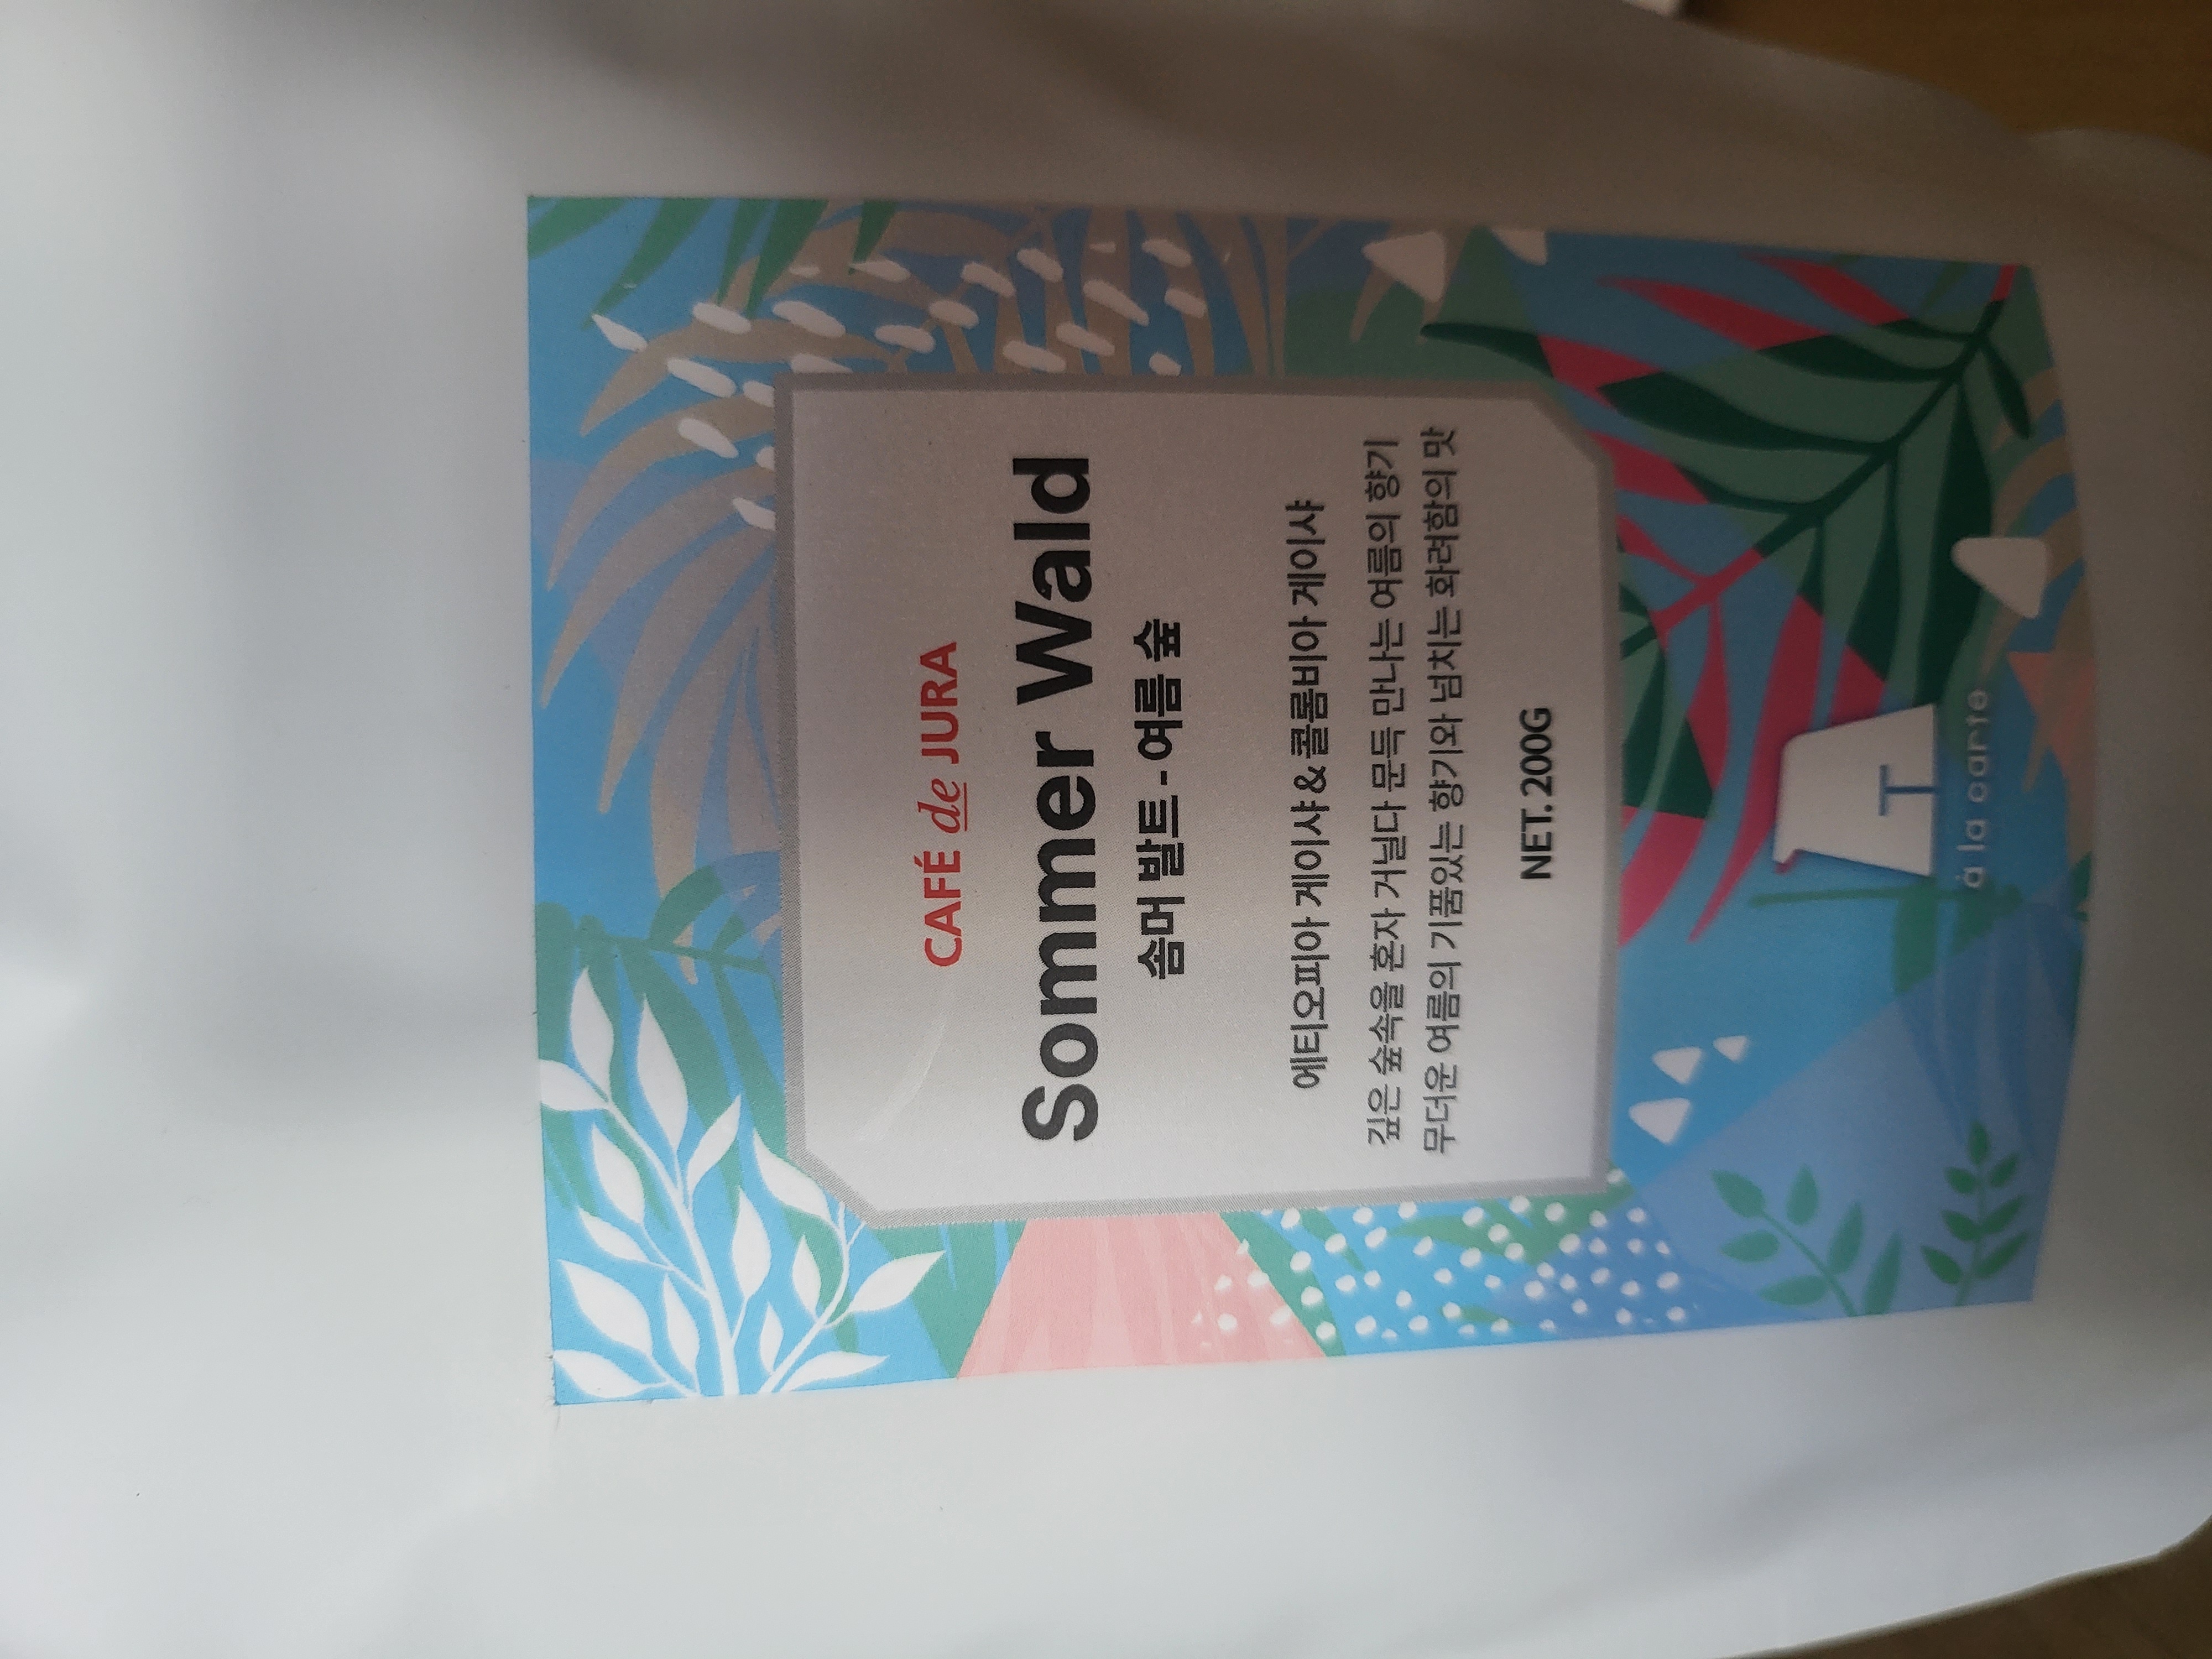 CAFÉ de JURA
Sommer Wald
솜머 발트 - 여름 숲
에티오피아 게이샤 & 콜롬비아 게이샤
깊은 숲속을 혼자 거닐다 문득 만나는 여름의 향기
무더운 여름의 기품있는 향기와 넘치는 화려함의 맛
NET. 200G
T
à la carte